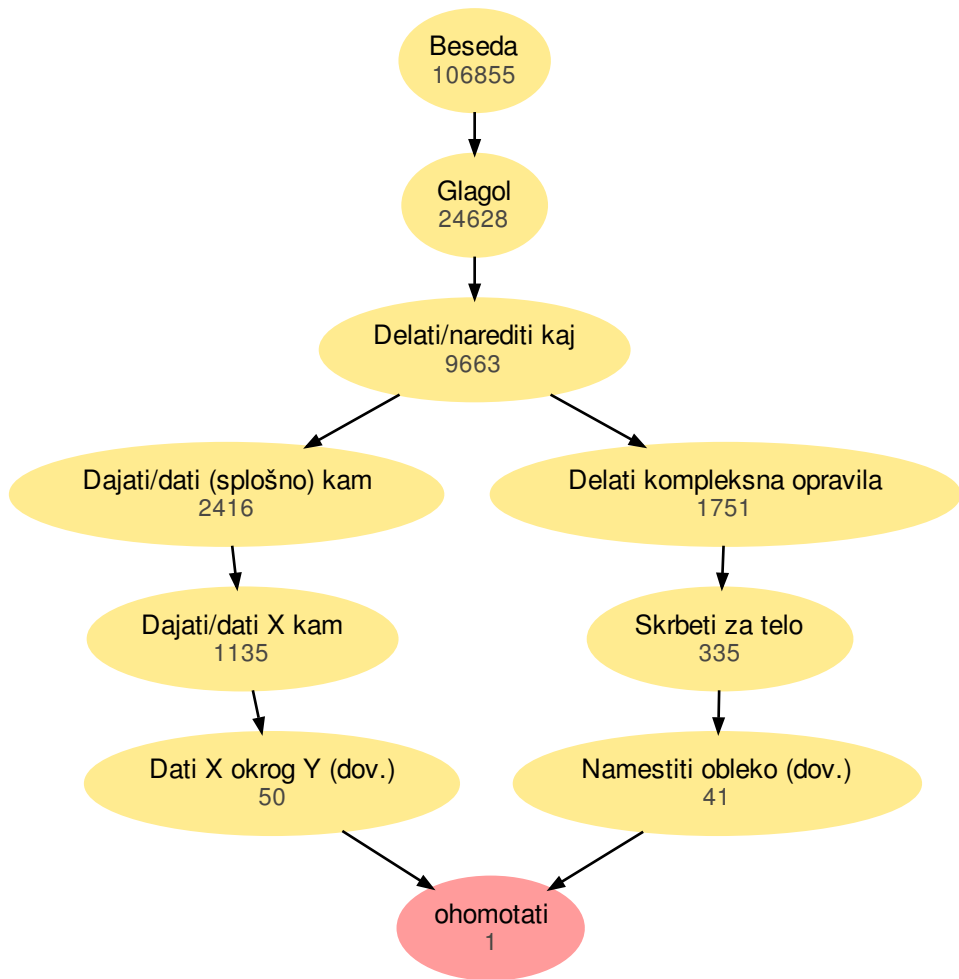 Beseda
106855
Glagol
24628
Delati/narediti kaj
9663
Dajati/dati (splošno) kam
2416
Delati kompleksna opravila
1751
Dajati/dati X kam
1135
Skrbeti za telo
335
Dati X okrog Y (dov.)
50
Namestiti obleko (dov.)
41
ohomotati
1